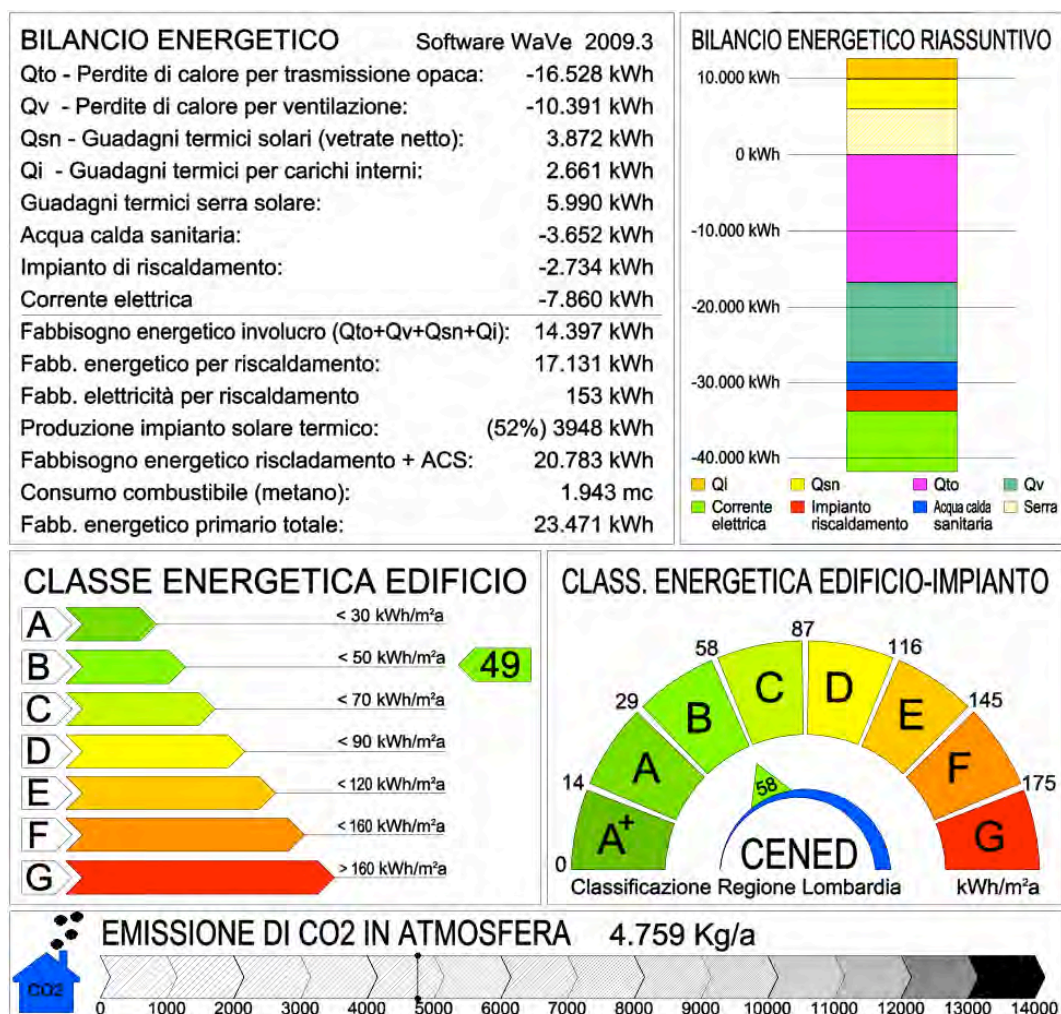 BILANCIO ENERGETICO Software WaVe 2009.3
Qto - Perdite di calore per trasmissione opaca: -16.528 kWh
Qv - Perdite di calore per ventilazione: -10.391 kWh
Qsn - Guadagni termici solari (vetrate netto): 3.872 kWh
Qi - Guadagni termici per carichi interni: 2.661 kWh
Guadagni termici serra solare: 5.990 kWh
Acqua calda sanitaria: -3.652 kWh
Impianto di riscaldamento: -2.734 kWh
Corrente elettrica -7.860 kWh
Fabbisogno energetico involucro (Qto+Qv+Qsn+Qi): 14.397 kWh
Fabb. energetico per riscaldamento: 17.131 kWh
Fabb. elettricità per riscaldamento 153 kWh
Produzione impianto solare termico: (52%) 3948 kWh
Fabbisogno energetico riscladamento + ACS: 20.783 kWh
Consumo combustibile (metano): 1.943 mc
Fabb. energetico primario totale: 23.471 kWh
BILANCIO ENERGETICO RIASSUNTIVO
10.000 kWh
0 kWh
-10.000 kWh
-20.000 kWh
-30.000 kWh
-40.000 kWh
Qi Qsn Qto Qv
Corrente elettrica Impianto riscaldamento Acqua calda sanitaria Serra
CLASSE ENERGETICA EDIFICIO
A < 30 kWh/m²a
B < 50 kWh/m²a 49
C < 70 kWh/m²a
D < 90 kWh/m²a
E < 120 kWh/m²a
F < 160 kWh/m²a
G > 160 kWh/m²a
CLASS. ENERGETICA EDIFICIO-IMPIANTO
0 14 29 58 87 116 145 175
A+ A B C D E F G
58
CENED
Classificazione Regione Lombardia kWh/m²a
EMISSIONE DI CO2 IN ATMOSFERA 4.759 Kg/a
CO2
0 1000 2000 3000 4000 5000 6000 7000 8000 9000 10000 11000 12000 13000 14000